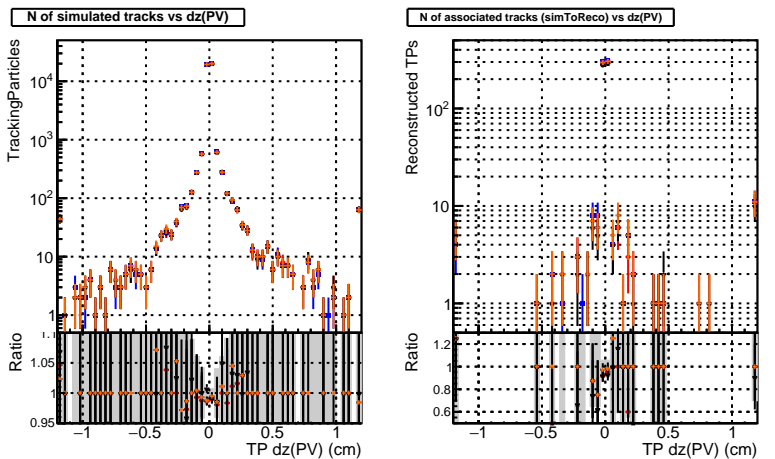 N of simulated tracks vs dz(PV)
TrackingParticles
10⁴
10³
10²
10
1
Ratio
1.1
1.05
1
0.95
−1 −0.5 0 0.5 1
TP dz(PV) (cm)
N of associated tracks (simToReco) vs dz(PV)
Reconstructed TPs
10²
10
1
Ratio
1.2
1
0.8
0.6
−1 −0.5 0 0.5 1
TP dz(PV) (cm)